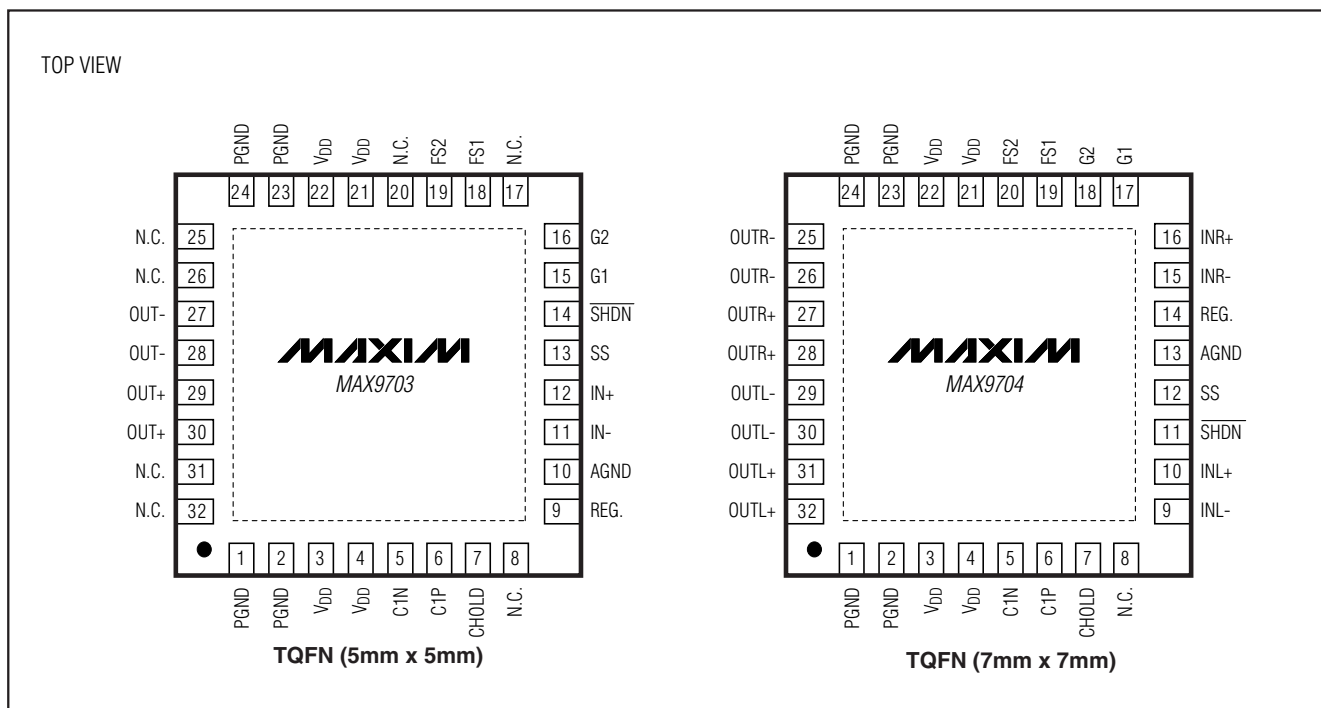 TOP VIEW
PGND PGND VDD VDD N.C. FS2 FS1 N.C.
24 23 22 21 20 19 18 17
N.C. 25
N.C. 26
OUT- 27
OUT- 28
OUT+ 29
OUT+ 30
N.C. 31
N.C. 32
MAXIM
MAX9703
16 G2
15 G1
14 SHDN
13 SS
12 IN+
11 IN-
10 AGND
9 REG.
1 2 3 4 5 6 7 8
PGND PGND VDD VDD C1N C1P CHOLD N.C.
TQFN (5mm x 5mm)
PGND PGND VDD VDD FS2 FS1 G2 G1
24 23 22 21 20 19 18 17
OUTR- 25
OUTR- 26
OUTR+ 27
OUTR+ 28
OUTL- 29
OUTL- 30
OUTL+ 31
OUTL+ 32
MAXIM
MAX9704
16 INR+
15 INR-
14 REG.
13 AGND
12 SS
11 SHDN
10 INL+
9 INL-
1 2 3 4 5 6 7 8
PGND PGND VDD VDD C1N C1P CHOLD N.C.
TQFN (7mm x 7mm)